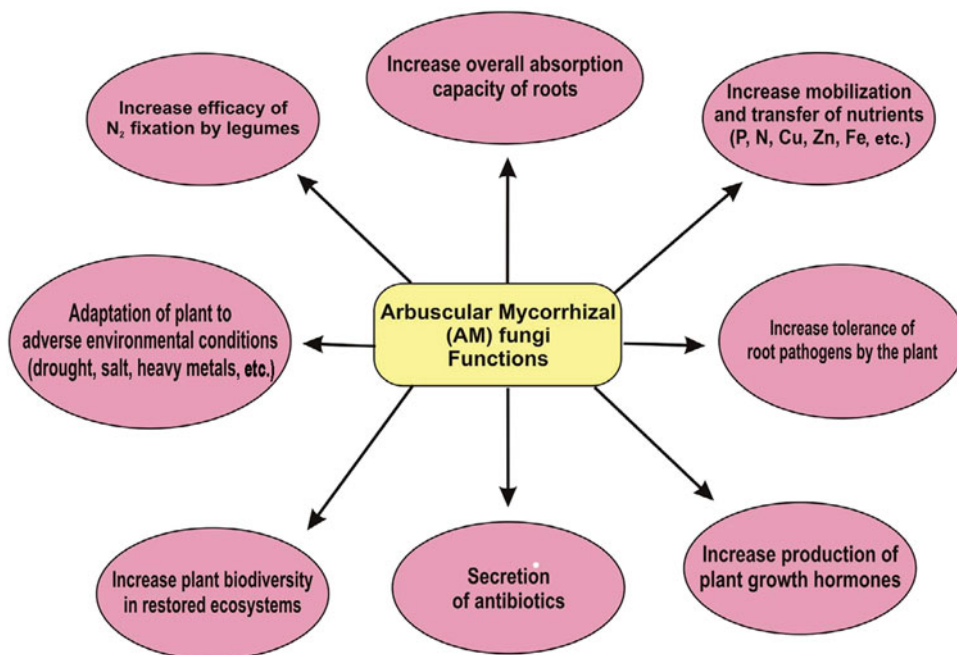 Increase overall absorption
capacity of roots
Increase efficacy of
N₂ fixation by legumes
Increase mobilization
and transfer of nutrients
(P, N, Cu, Zn, Fe, etc.)
Arbuscular Mycorrhizal
(AM) fungi
Functions
Adaptation of plant to
adverse environmental conditions
(drought, salt, heavy metals, etc.)
Increase tolerance of
root pathogens by the plant
Increase plant biodiversity
in restored ecosystems
Secretion
of antibiotics
Increase production of
plant growth hormones